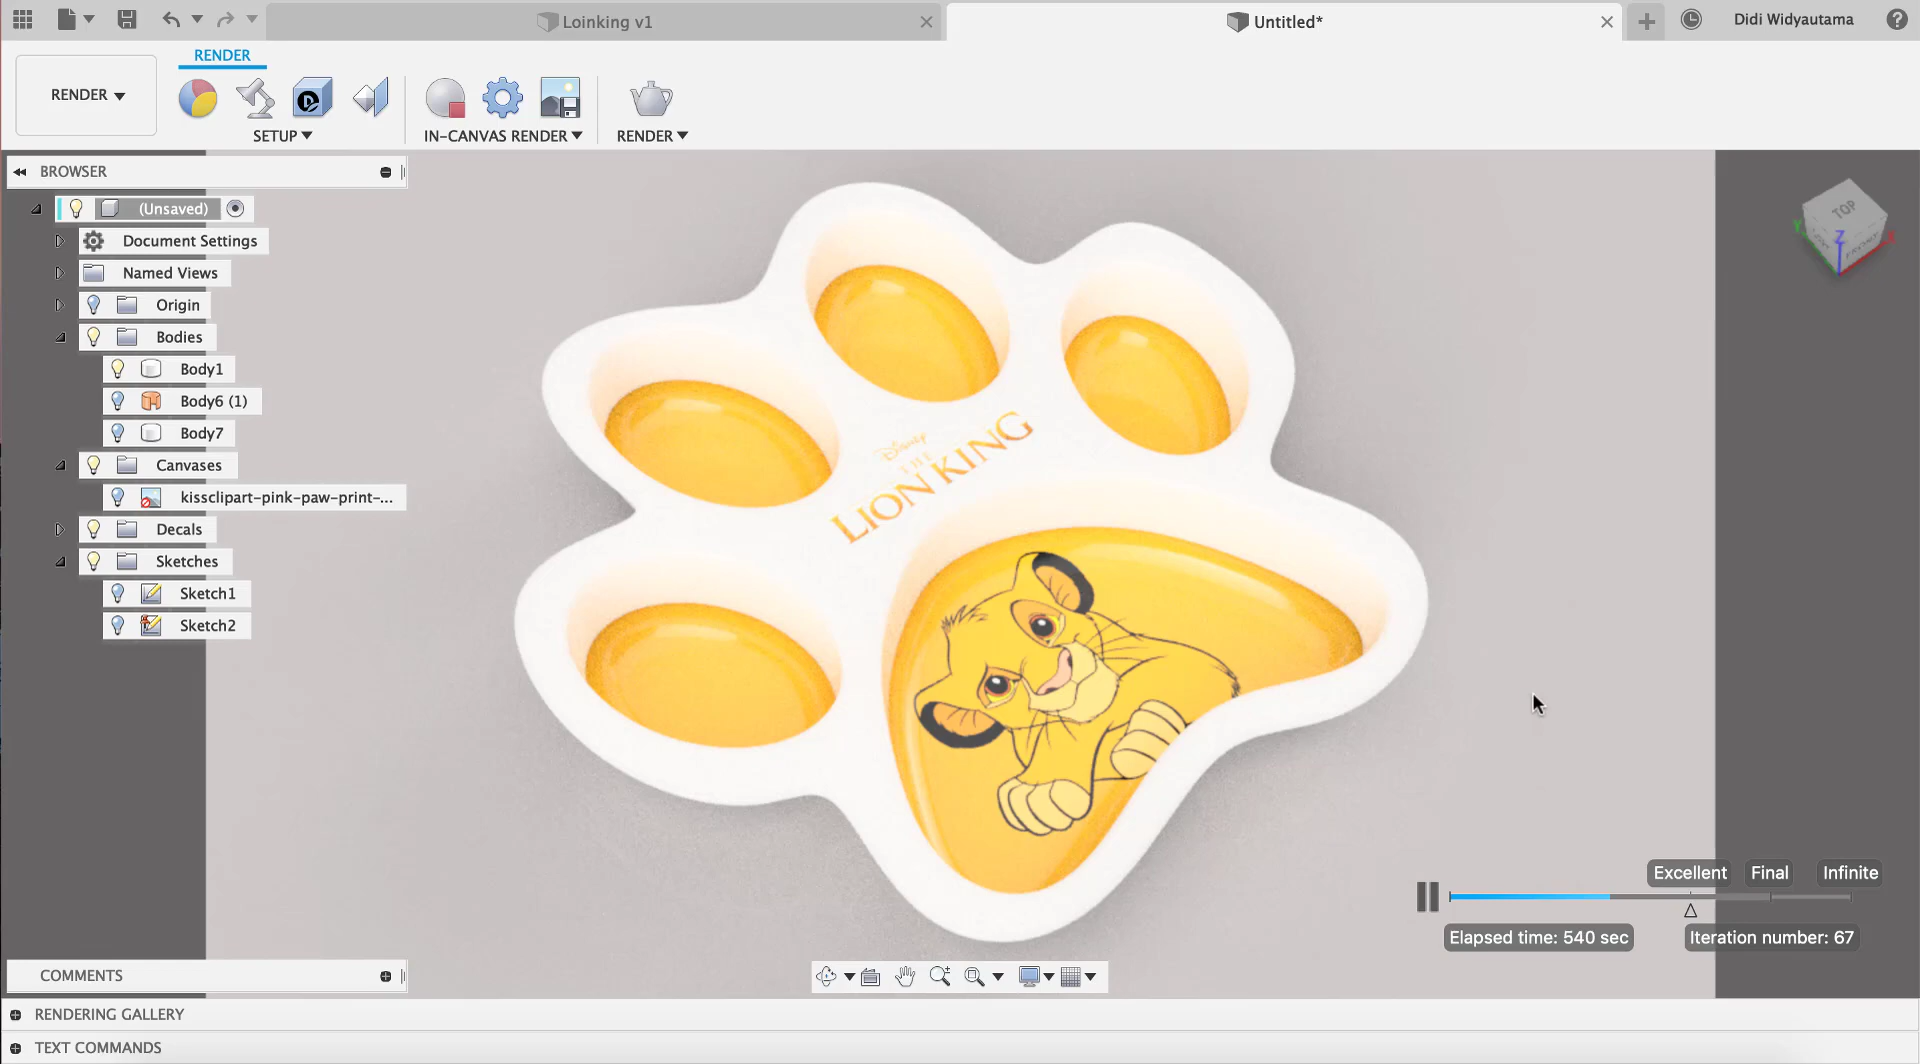 Loinking v1
Untitled*
Didi Widyautama
RENDER
RENDER
SETUP
IN-CANVAS RENDER
RENDER
BROWSER
(Unsaved)
Document Settings
Named Views
Origin
Bodies
Body1
Body6 (1)
Body7
Canvases
kissclipart-pink-paw-print-...
Decals
Sketches
Sketch1
Sketch2
TOP
FRONT
Z
Disney
THE
LION KING
Excellent
Final
Infinite
Elapsed time: 540 sec
Iteration number: 67
COMMENTS
RENDERING GALLERY
TEXT COMMANDS